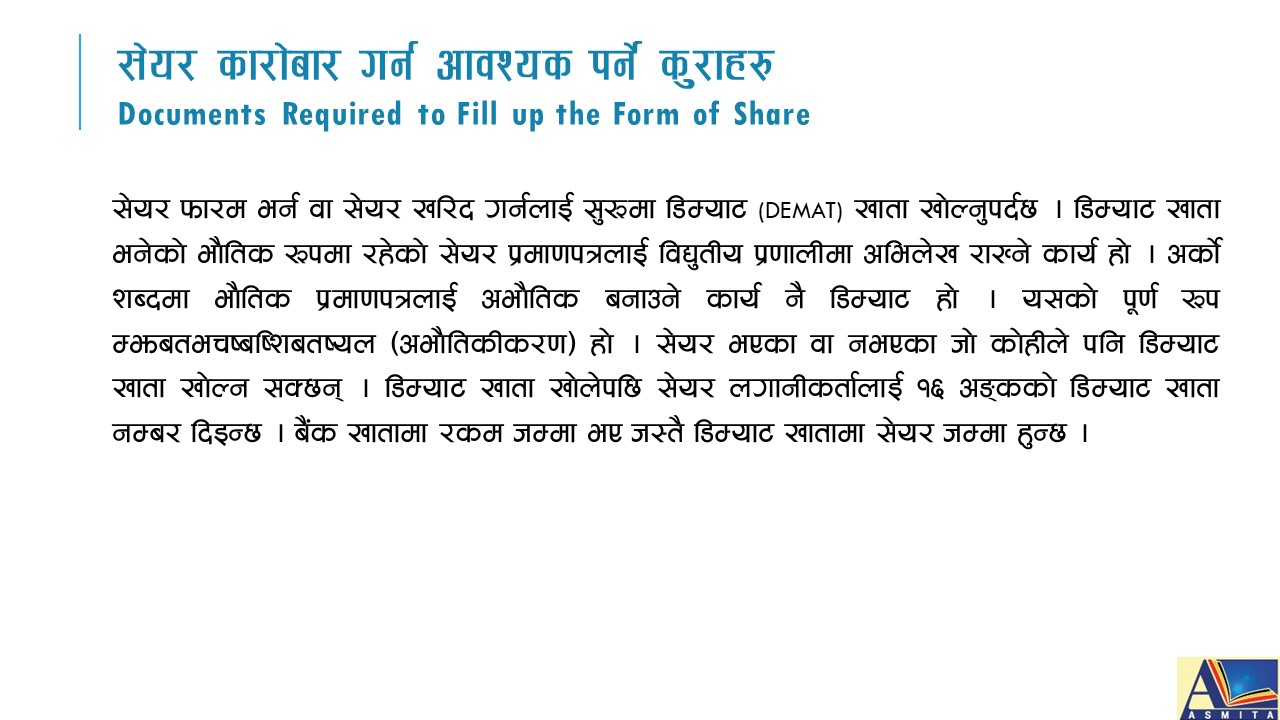 सेयर कारोबार गर्न आवश्यक पर्ने कुराहरु
Documents Required to Fill up the Form of Share
सेयर फारम भर्न वा सेयर खरिद गर्नलाई सुरुमा डिम्याट (DEMAT) खाता खोल्नुपर्दछ । डिम्याट खाता
भनेको भौतिक रुपमा रहेको सेयर प्रमाणपत्रलाई विद्युतीय प्रणालीमा अभिलेख राख्ने कार्य हो । अर्को
शब्दमा भौतिक प्रमाणपत्रलाई अभौतिक बनाउने कार्य नै डिम्याट हो । यसको पूर्ण रुप
म्भबतभचष्बष्शिबतष्यल (अभौतिकीकरण) हो । सेयर भएका वा नभएका जो कोहीले पनि डिम्याट
खाता खोल्न सक्छन् । डिम्याट खाता खोलेपछि सेयर लगानीकर्तालाई १६ अङ्कको डिम्याट खाता
नम्बर दिइन्छ । बैंक खातामा रकम जम्मा भए जस्तै डिम्याट खातामा सेयर जम्मा हुन्छ ।
ASMITA